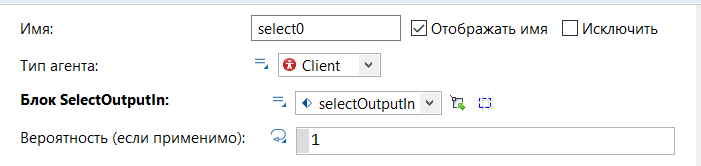 Имя: select0 Отображать имя Исключить
Тип агента: Client
Блок SelectOutputIn: selectOutputIn
Вероятность (если применимо): 1